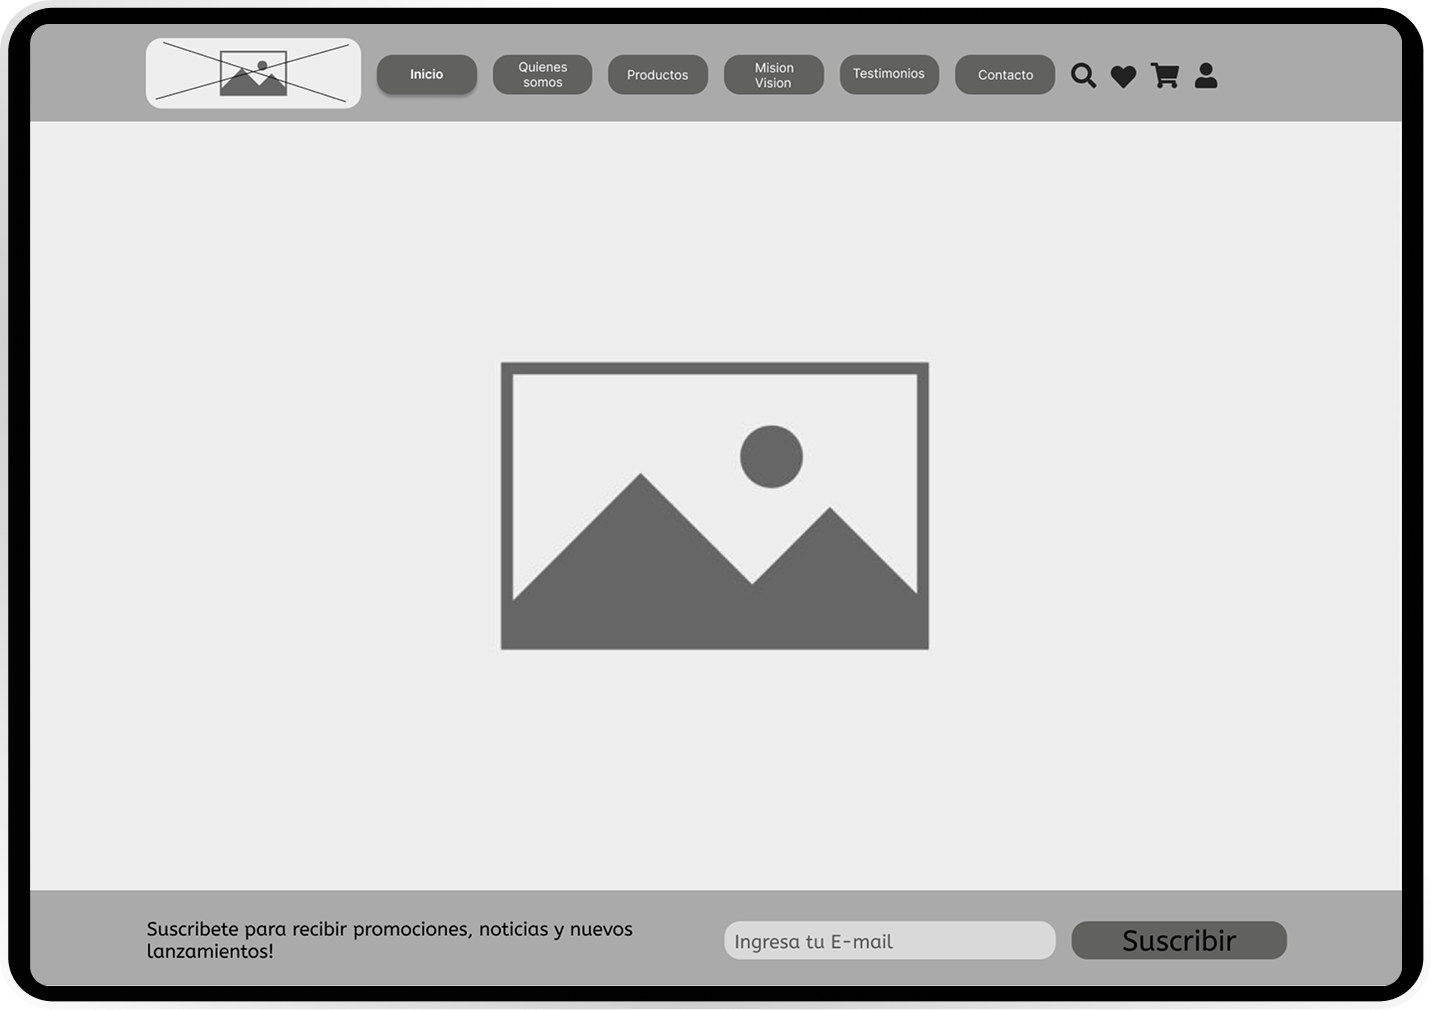 Inicio
Quienes
somos
Productos
Mision
Vision
Testimonios
Contacto
Suscribete para recibir promociones, noticias y nuevos
lanzamientos!
Ingresa tu E-mail
Suscribir